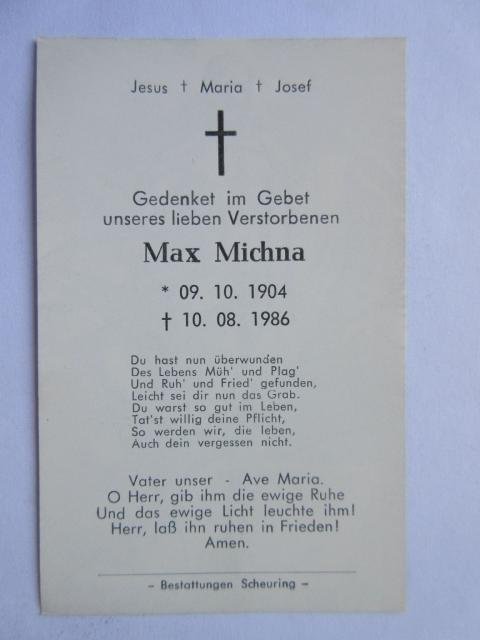 Jesus † Maria † Josef
Gedenket im Gebet
unseres lieben Verstorbenen
Max Michna
* 09. 10. 1904
† 10. 08. 1986
Du hast nun überwunden
Des Lebens Müh' und Plag'
Und Ruh' und Fried' gefunden,
Leicht sei dir nun das Grab.
Du warst so gut im Leben,
Tat'st willig deine Pflicht,
So werden wir, die leben,
Auch dein vergessen nicht.
Vater unser - Ave Maria.
O Herr, gib ihm die ewige Ruhe
Und das ewige Licht leuchte ihm!
Herr, laß ihn ruhen in Frieden!
Amen.
– Bestattungen Scheuring –